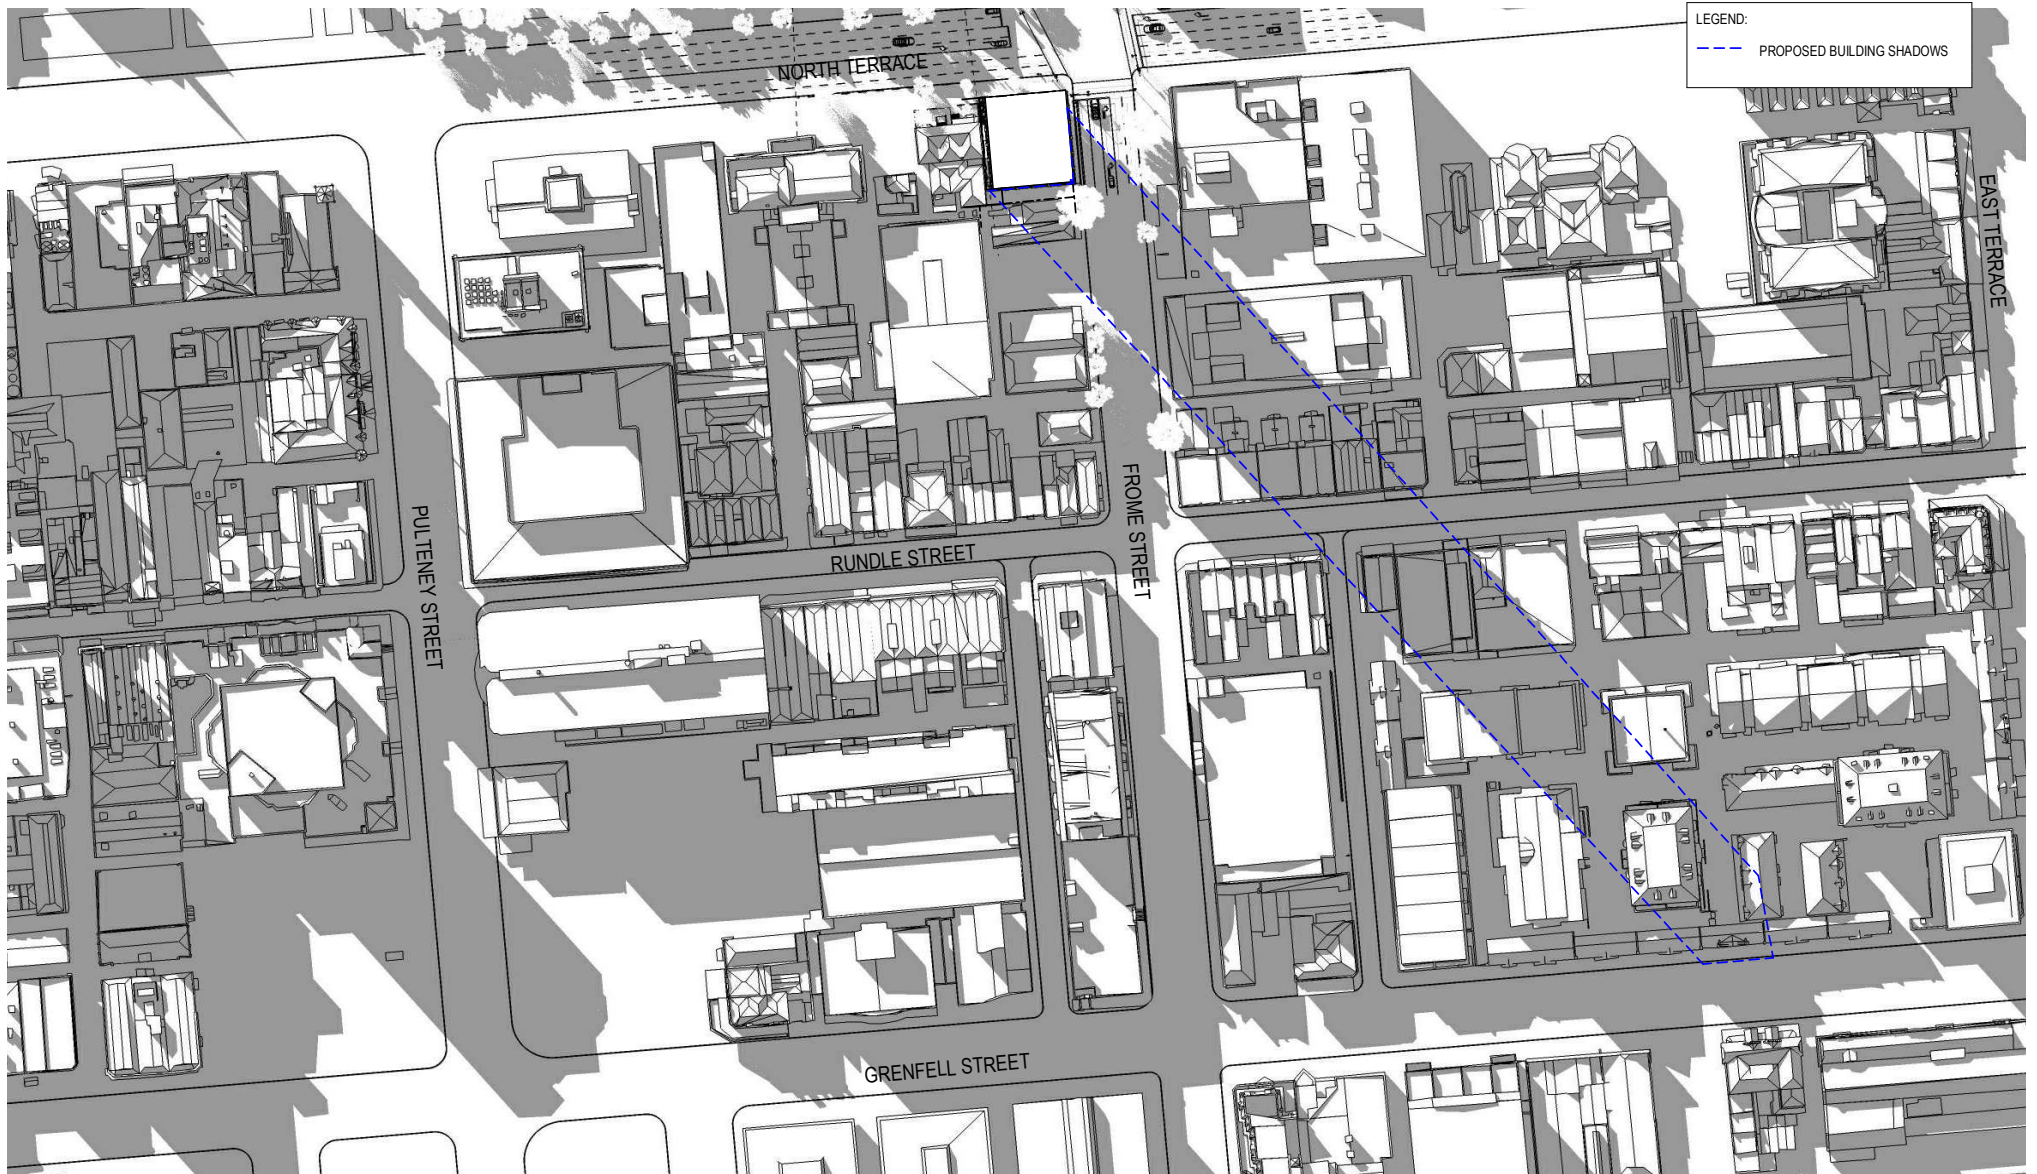 LEGEND:
PROPOSED BUILDING SHADOWS
NORTH TERRACE
EAST TERRACE
FROME STREET
PULTENEY STREET
RUNDLE STREET
GRENFELL STREET